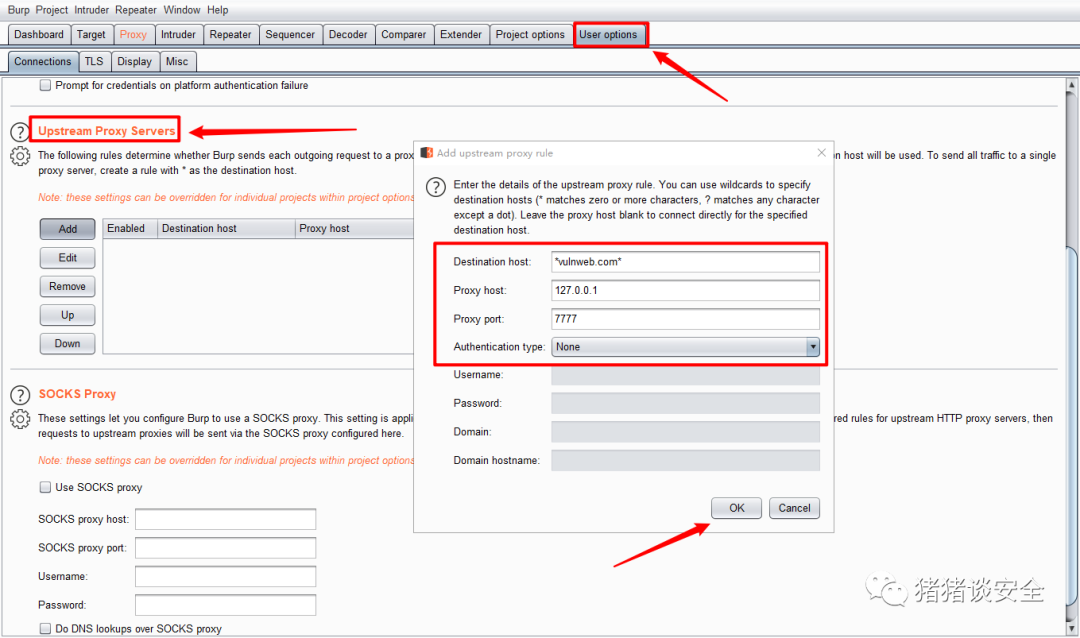 Burp Project Intruder Repeater Window Help
Dashboard Target Proxy Intruder Repeater Sequencer Decoder Comparer Extender Project options User options
Connections TLS Display Misc
Prompt for credentials on platform authentication failure
Upstream Proxy Servers
The following rules determine whether Burp sends each outgoing request to a prox
n host will be used. To send all traffic to a single
proxy server, create a rule with * as the destination host.
Note: these settings can be overridden for individual projects within project options
Add
Edit
Remove
Up
Down
Enabled Destination host Proxy host
Add upstream proxy rule
Enter the details of the upstream proxy rule. You can use wildcards to specify
destination hosts (* matches zero or more characters, ? matches any character
except a dot). Leave the proxy host blank to connect directly for the specified
destination host.
Destination host: *vulnweb.com*
Proxy host: 127.0.0.1
Proxy port: 7777
Authentication type: None
Username:
Password:
Domain:
Domain hostname:
OK Cancel
SOCKS Proxy
These settings let you configure Burp to use a SOCKS proxy. This setting is appli
red rules for upstream HTTP proxy servers, then
requests to upstream proxies will be sent via the SOCKS proxy configured here.
Note: these settings can be overridden for individual projects within project options
Use SOCKS proxy
SOCKS proxy host:
SOCKS proxy port:
Username:
Password:
Do DNS lookups over SOCKS proxy
猪猪谈安全